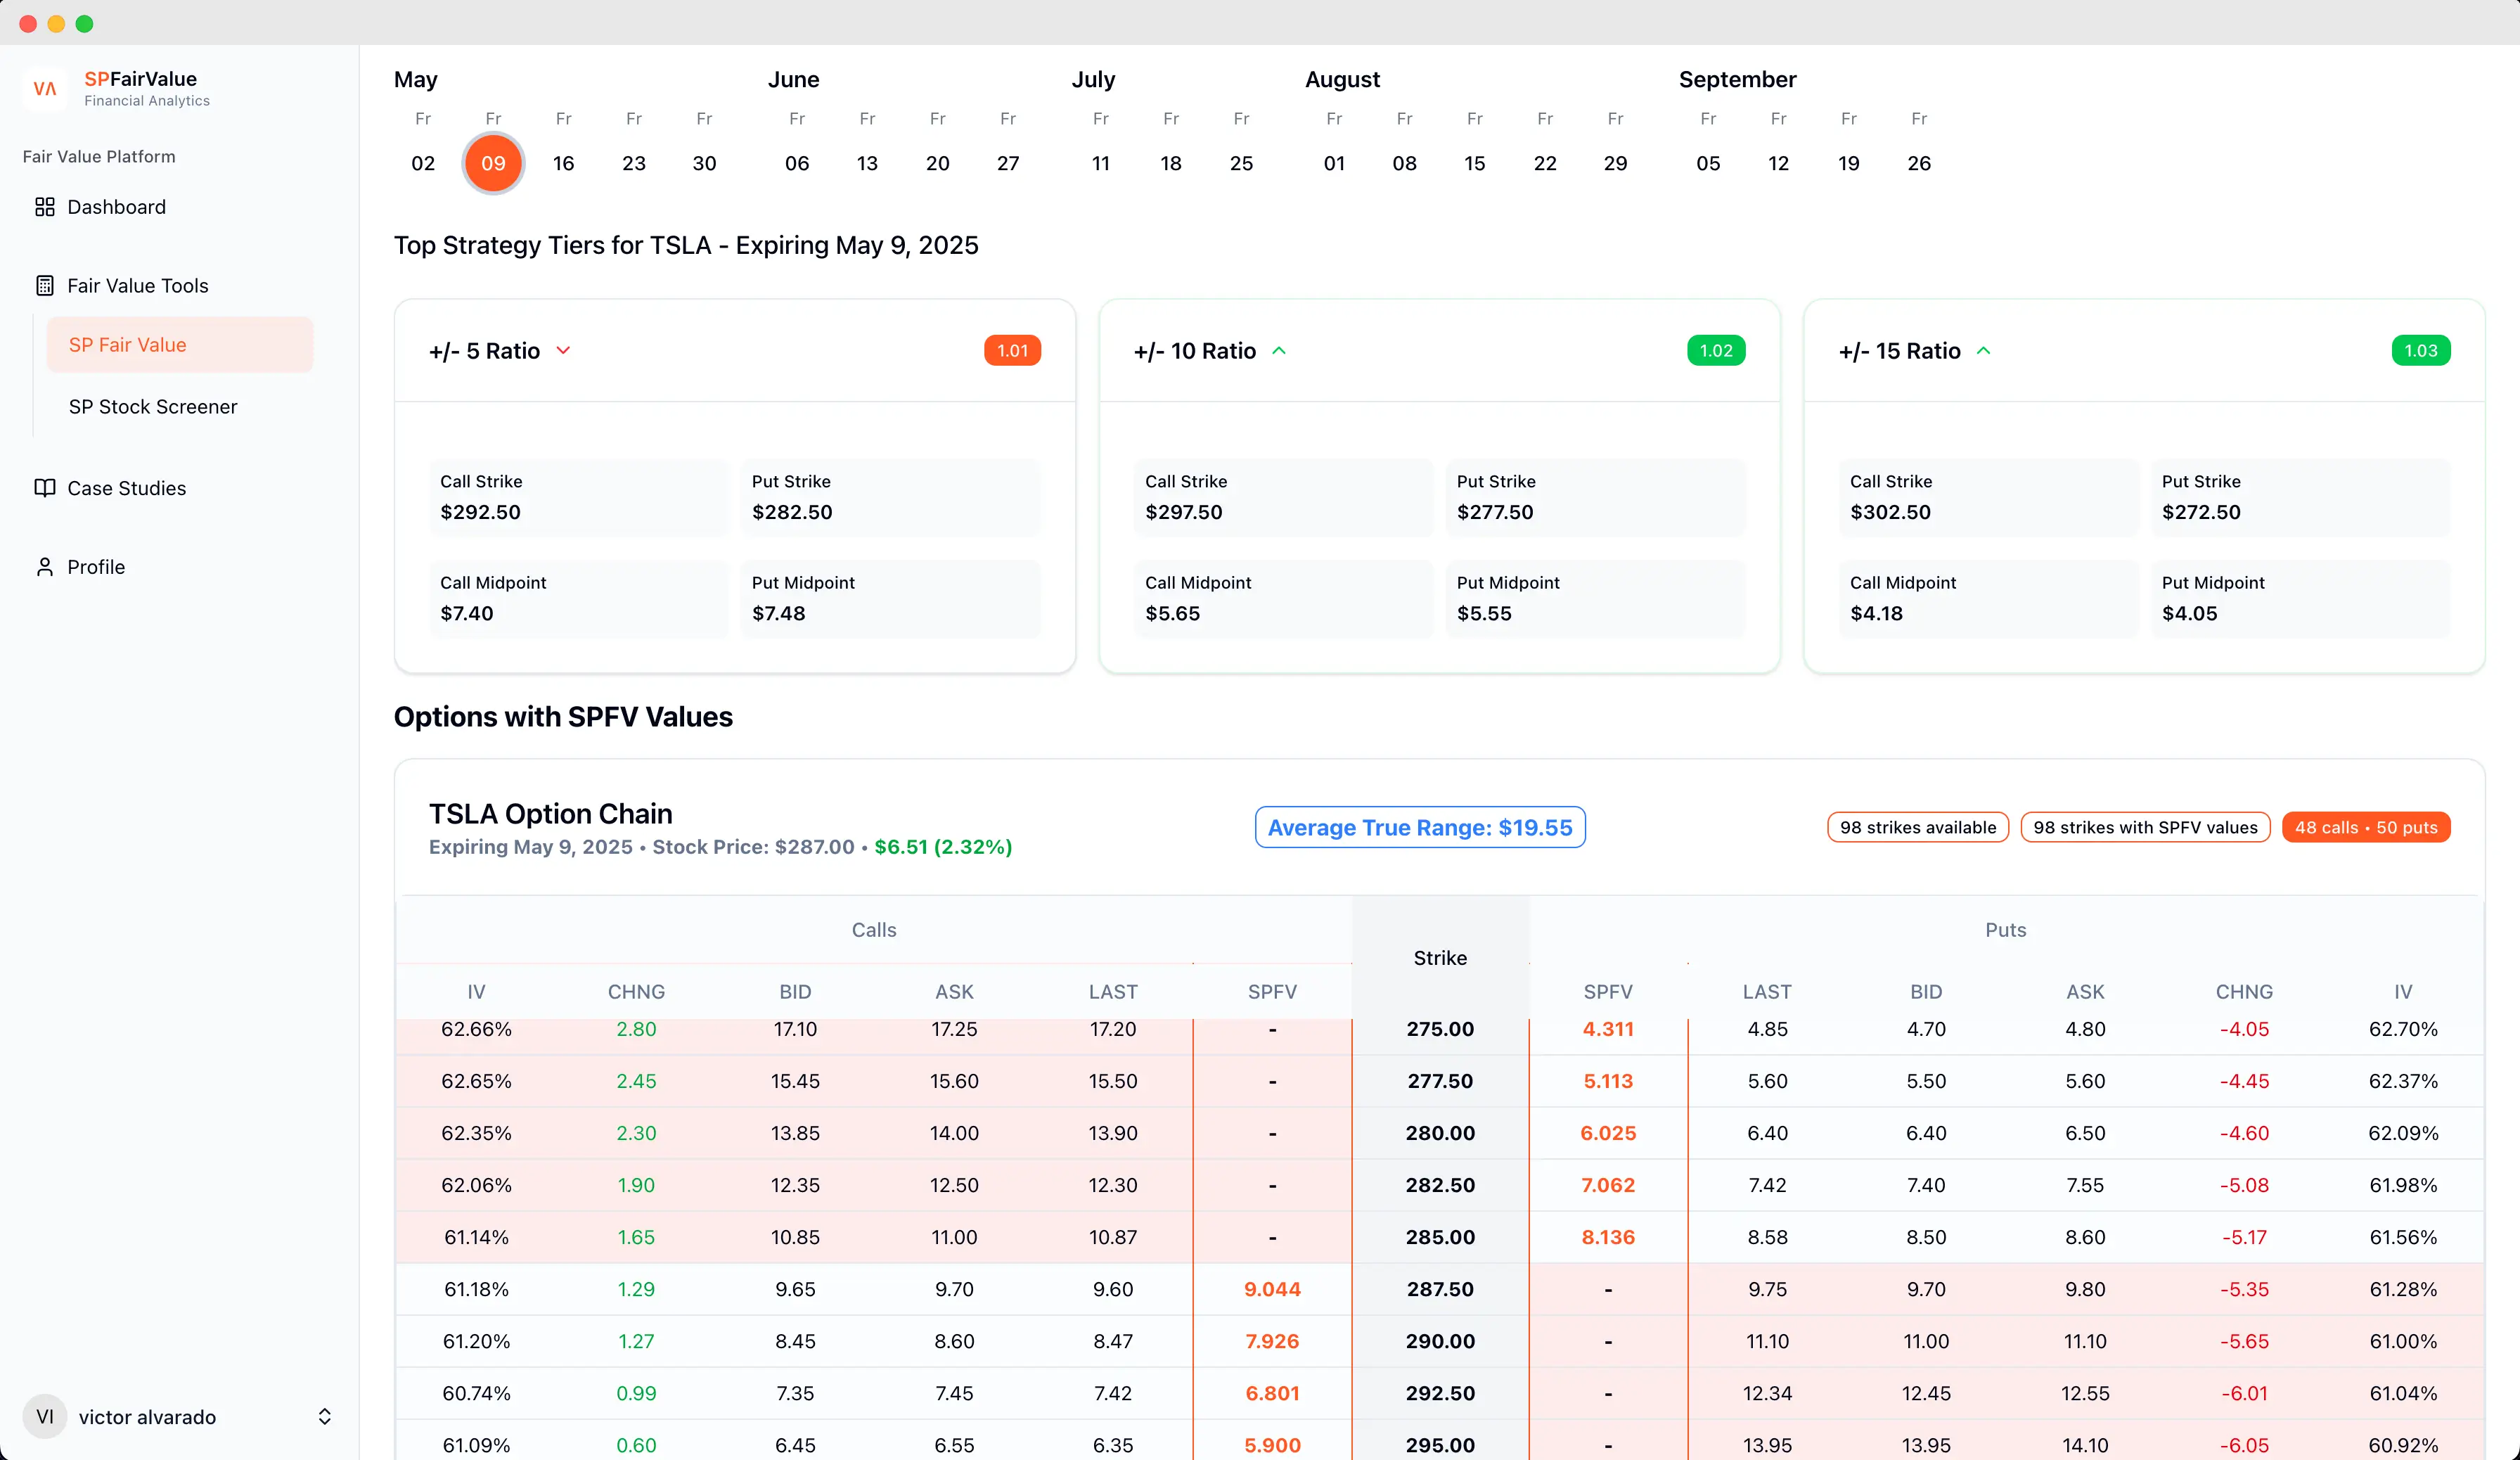 SPFairValue
Financial Analytics
Fair Value Platform
Dashboard
Fair Value Tools
SP Fair Value
SP Stock Screener
Case Studies
Profile
VI victor alvarado
May June July August September
Fr Fr Fr Fr Fr Fr Fr Fr Fr Fr Fr Fr Fr Fr Fr Fr Fr Fr Fr Fr Fr
02 09 16 23 30 06 13 20 27 11 18 25 01 08 15 22 29 05 12 19 26
Top Strategy Tiers for TSLA - Expiring May 9, 2025
+/- 5 Ratio 1.01
Call Strike Put Strike
$292.50 $282.50
Call Midpoint Put Midpoint
$7.40 $7.48
+/- 10 Ratio 1.02
Call Strike Put Strike
$297.50 $277.50
Call Midpoint Put Midpoint
$5.65 $5.55
+/- 15 Ratio 1.03
Call Strike Put Strike
$302.50 $272.50
Call Midpoint Put Midpoint
$4.18 $4.05
Options with SPFV Values
TSLA Option Chain
Expiring May 9, 2025 • Stock Price: $287.00 • $6.51 (2.32%)
Average True Range: $19.55
98 strikes available 98 strikes with SPFV values 48 calls • 50 puts
Calls Strike Puts
IV CHNG BID ASK LAST SPFV SPFV LAST BID ASK CHNG IV
62.66% 2.80 17.10 17.25 17.20 - 275.00 4.311 4.85 4.70 4.80 -4.05 62.70%
62.65% 2.45 15.45 15.60 15.50 - 277.50 5.113 5.60 5.50 5.60 -4.45 62.37%
62.35% 2.30 13.85 14.00 13.90 - 280.00 6.025 6.40 6.40 6.50 -4.60 62.09%
62.06% 1.90 12.35 12.50 12.30 - 282.50 7.062 7.42 7.40 7.55 -5.08 61.98%
61.14% 1.65 10.85 11.00 10.87 - 285.00 8.136 8.58 8.50 8.60 -5.17 61.56%
61.18% 1.29 9.65 9.70 9.60 9.044 287.50 - 9.75 9.70 9.80 -5.35 61.28%
61.20% 1.27 8.45 8.60 8.47 7.926 290.00 - 11.10 11.00 11.10 -5.65 61.00%
60.74% 0.99 7.35 7.45 7.42 6.801 292.50 - 12.34 12.45 12.55 -6.01 61.04%
61.09% 0.60 6.45 6.55 6.35 5.900 295.00 - 13.95 13.95 14.10 -6.05 60.92%